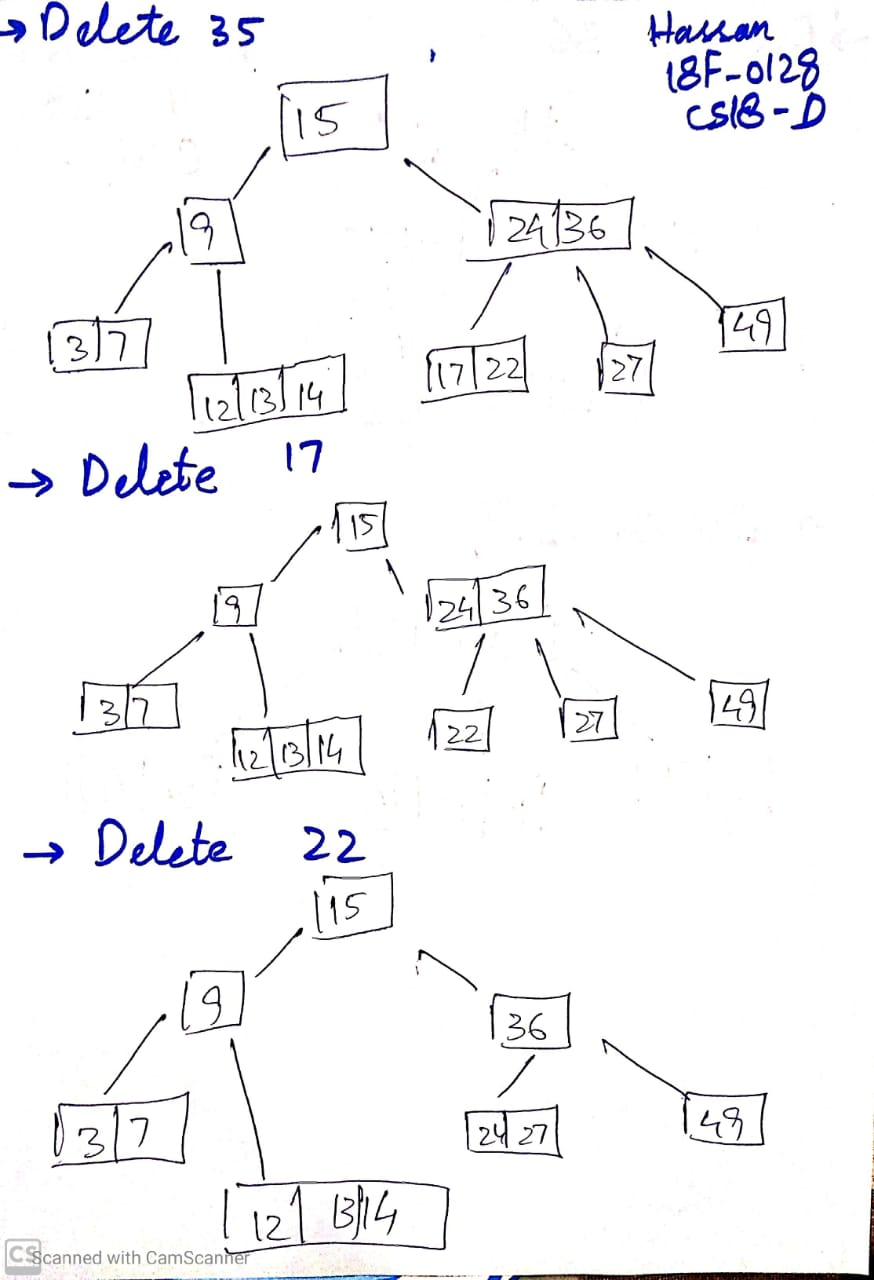 → Delete 35
Hassan
18F-0128
CS18-D
15
9
24 36
3 7
12 13 14
17 22
27
49
→ Delete 17
15
9
24 36
3 7
12 13 14
22
27
49
→ Delete 22
15
9
36
3 7
12 13 14
24 27
49
CS Scanned with CamScanner